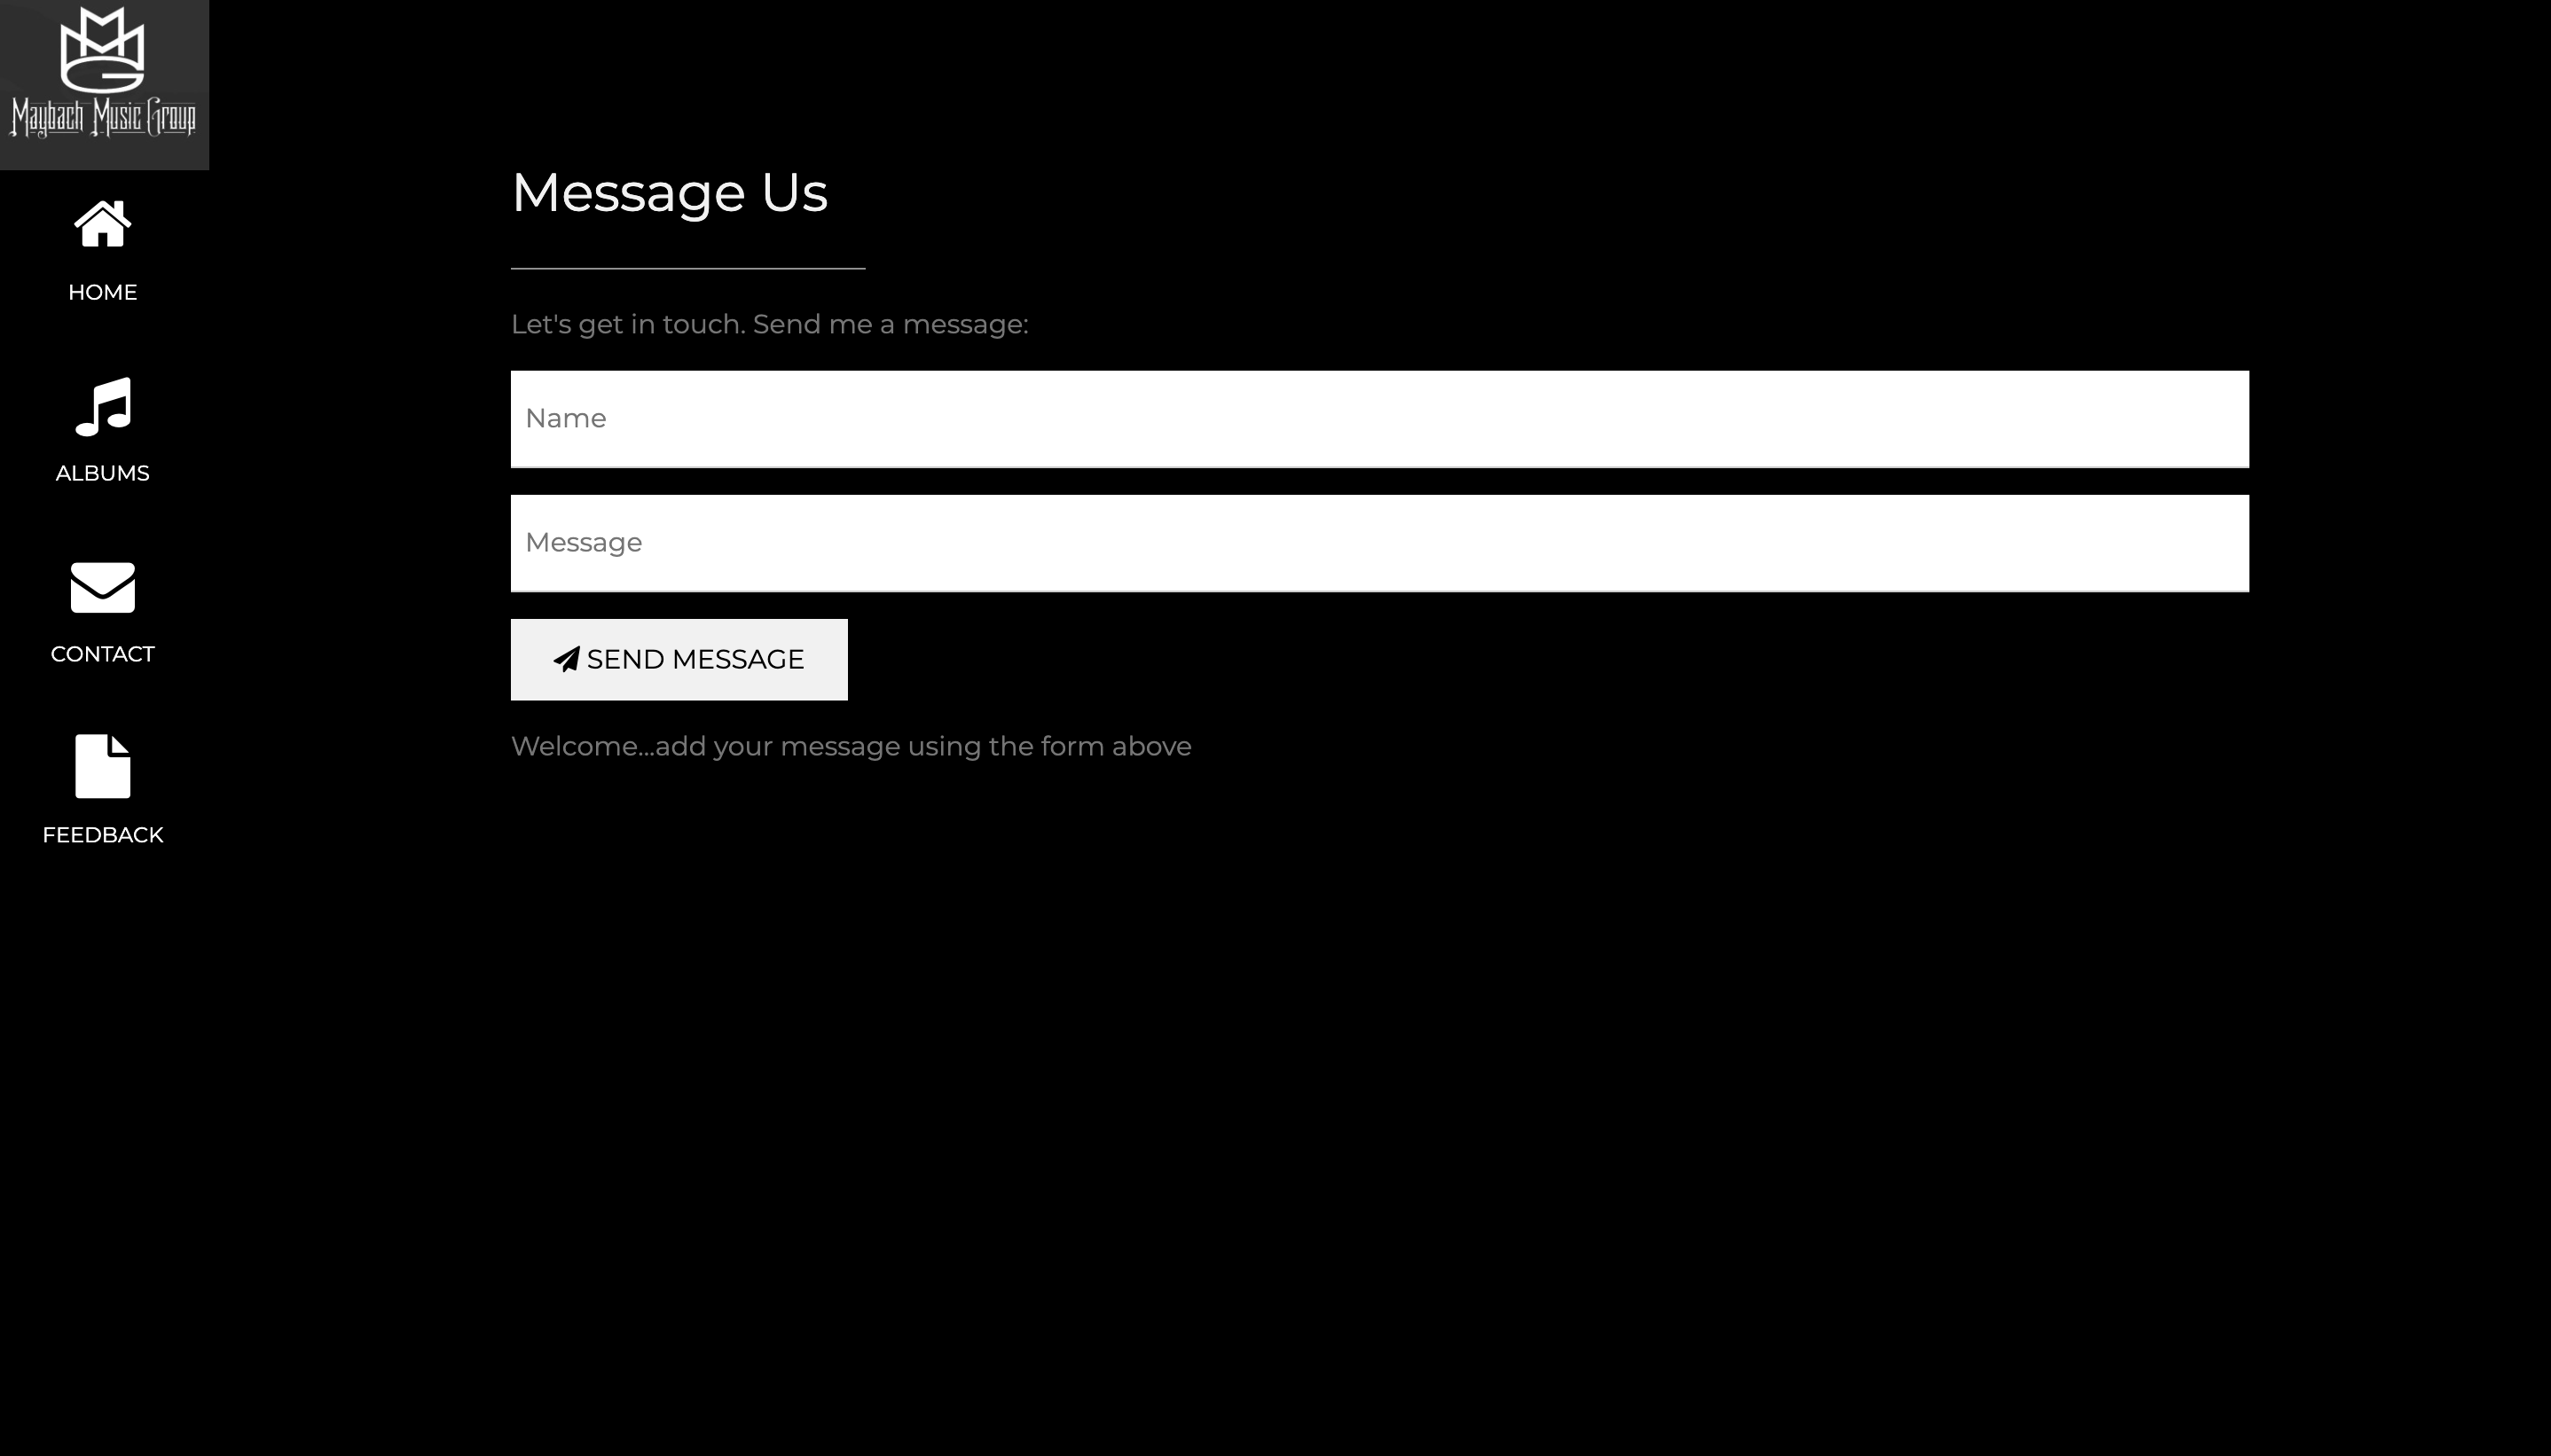 MMG
Maybach Music Group
HOME
ALBUMS
CONTACT
FEEDBACK
Message Us
Let's get in touch. Send me a message:
Name
Message
SEND MESSAGE
Welcome...add your message using the form above